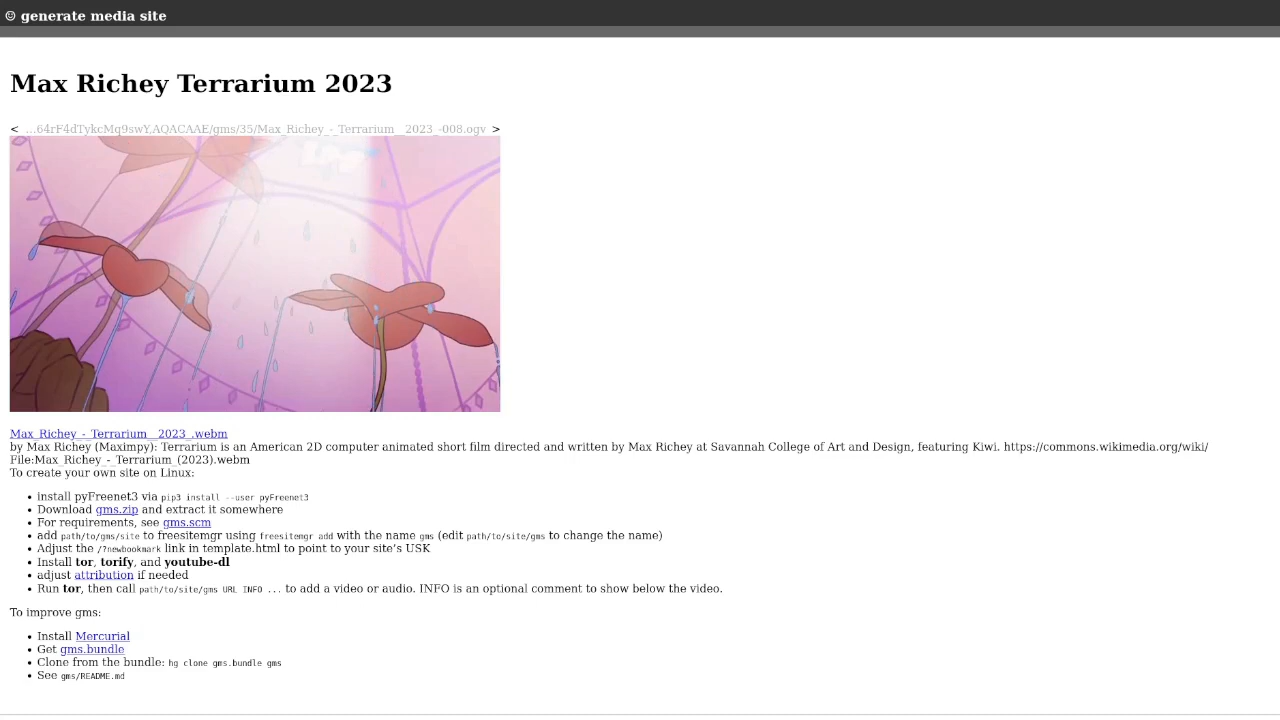 ☺ generate media site
Max Richey Terrarium 2023
< ...64rF4dTykcMq9swY,AQACAAE/gms/35/Max_Richey_-_Terrarium__2023_-008.ogv >
Max_Richey_-_Terrarium__2023_.webm
by Max Richey (Maximpy): Terrarium is an American 2D computer animated short film directed and written by Max Richey at Savannah College of Art and Design, featuring Kiwi. https://commons.wikimedia.org/wiki/
File:Max_Richey_-_Terrarium_(2023).webm
To create your own site on Linux:
• install pyFreenet3 via pip3 install --user pyFreenet3
• Download gms.zip and extract it somewhere
• For requirements, see gms.scm
• add path/to/gms/site to freesitemgr using freesitemgr add with the name gms (edit path/to/site/gms to change the name)
• Adjust the /?newbookmark link in template.html to point to your site’s USK
• Install tor, torify, and youtube-dl
• adjust attribution if needed
• Run tor, then call path/to/site/gms URL INFO ... to add a video or audio. INFO is an optional comment to show below the video.
To improve gms:
• Install Mercurial
• Get gms.bundle
• Clone from the bundle: hg clone gms.bundle gms
• See gms/README.md